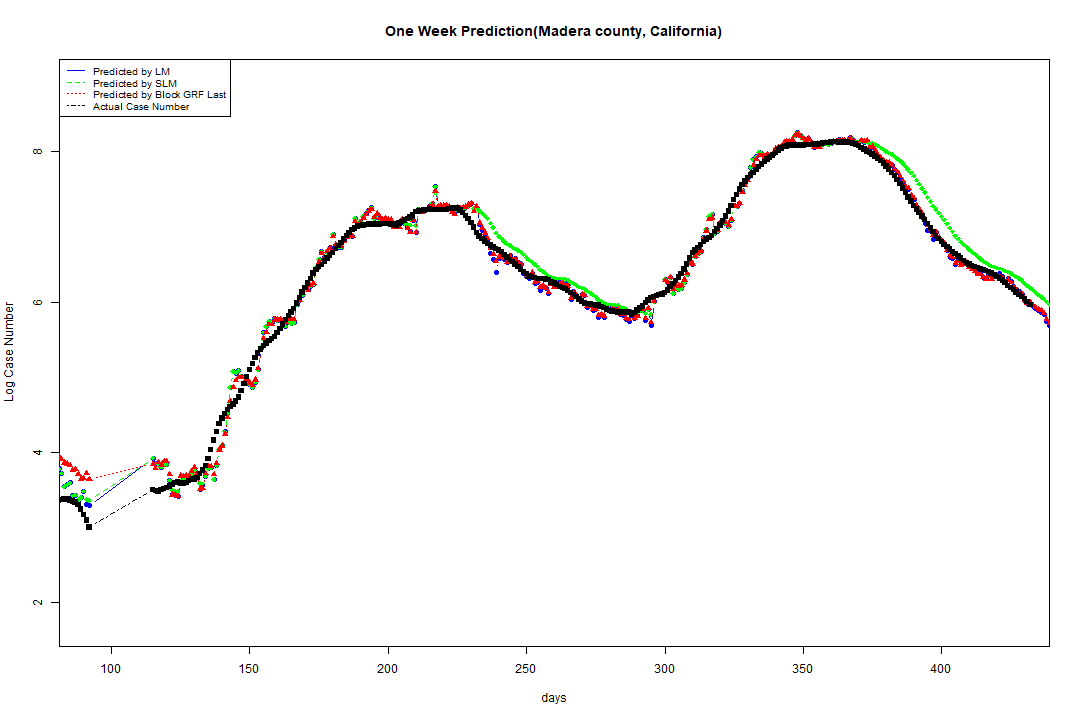 One Week Prediction(Madera county, California)
Predicted by LM
Predicted by SLM
Predicted by Block GRF Last
Actual Case Number
8
6
4
2
Log Case Number
100 150 200 250 300 350 400
days